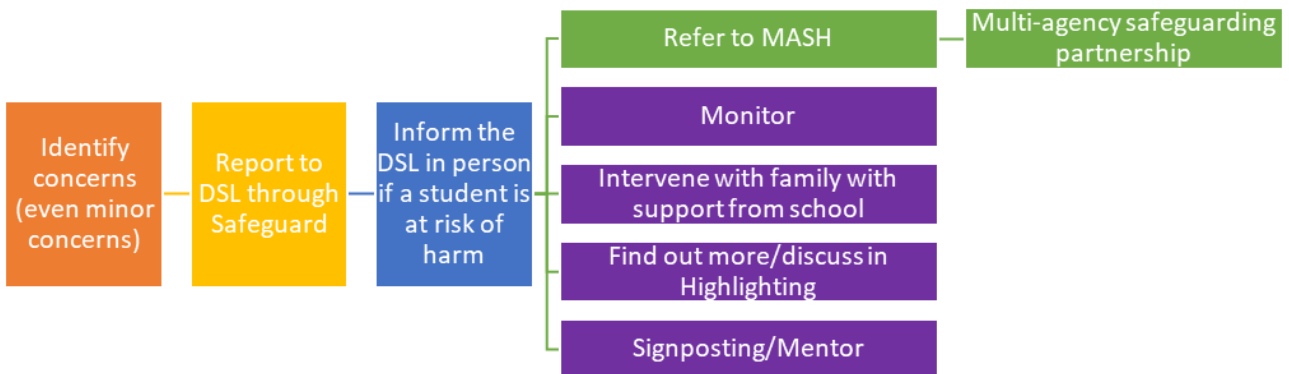 Identify
concerns
(even minor
concerns)
Report to
DSL through
Safeguard
Inform the
DSL in person
if a student is
at risk of
harm
Refer to MASH
Multi-agency safeguarding
partnership
Monitor
Intervene with family with
support from school
Find out more/discuss in
Highlighting
Signposting/Mentor